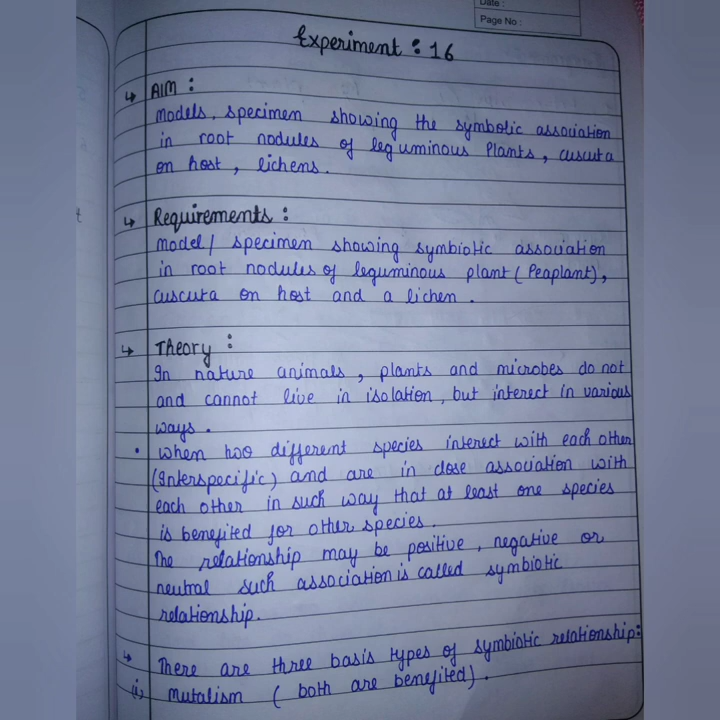 Date :
Page No :
Experiment : 16
↳ AIM :
Models, specimen showing the symbolic association
in root nodules of leguminous Plants, cuscuta
on host, lichens.
↳ Requirements :
Model / specimen showing symbiotic association
in root nodules of leguminous plant ( Peaplant),
cuscuta on host and a lichen.
↳ Theory :
In nature animals, plants and microbes do not
and cannot live in isolation, but interect in various
ways.
• When two different species interect with each other
(Interspecific) and are in close association with
each other in such way that at least one species
is benefited for other species.
The relationship may be positive, negative or
neutral such association is called symbiotic
relationship.
↳ There are three basis types of symbiotic relationship:
(i) Mutalism ( both are benefited).